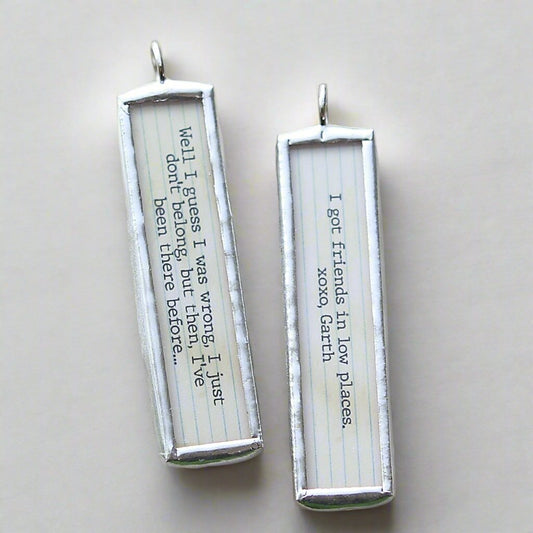 Well I guess I was wrong, I just
don't belong, but then, I've
been there before...
I got friends in low places.
xoxo, Garth